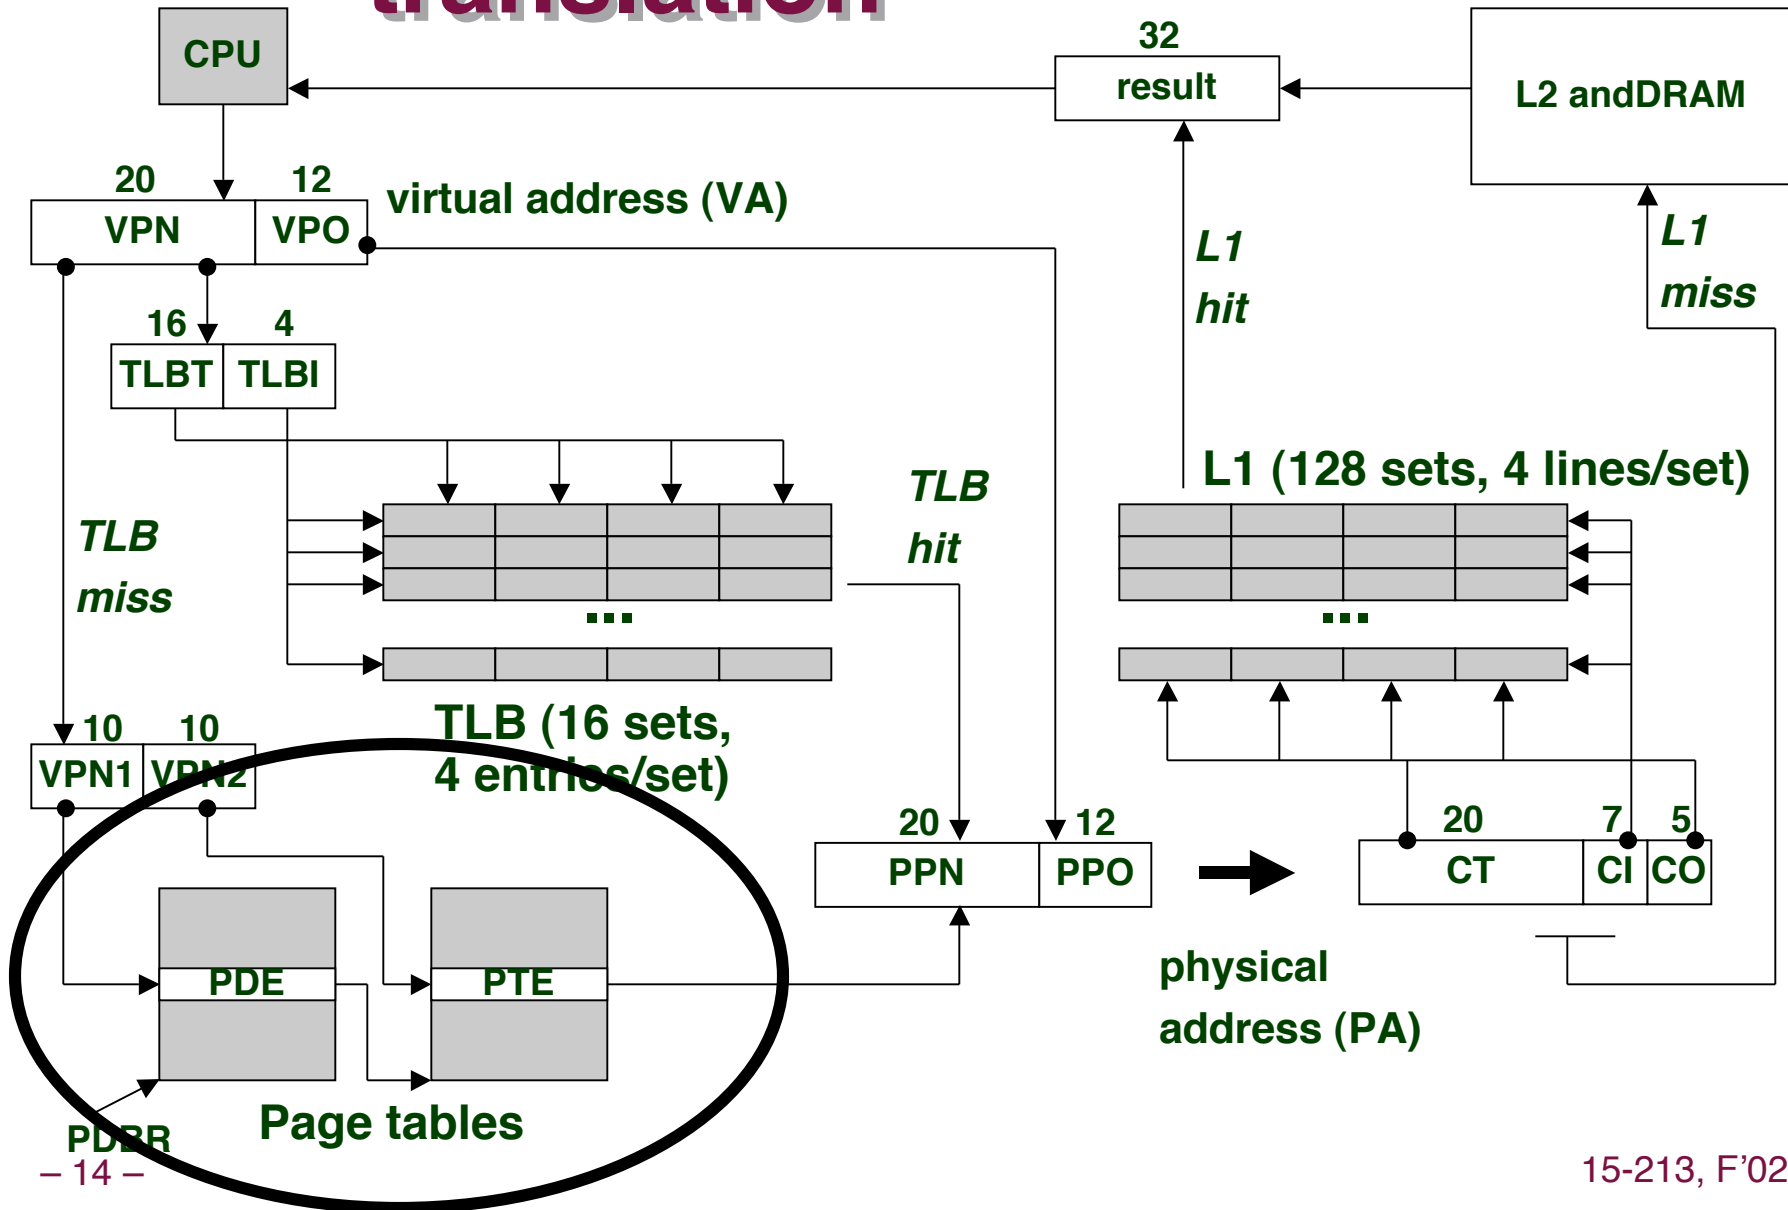 translation
CPU
32
result
L2 andDRAM
20
12
VPN
VPO
virtual address (VA)
L1
hit
L1
miss
16
4
TLBT
TLBI
TLB
miss
TLB
hit
L1 (128 sets, 4 lines/set)
...
...
TLB (16 sets,
4 entries/set)
10
10
VPN1
VPN2
20
12
PPN
PPO
20
7
5
CT
CI
CO
PDE
PTE
physical
address (PA)
PDBR
Page tables
– 14 –
15-213, F’02